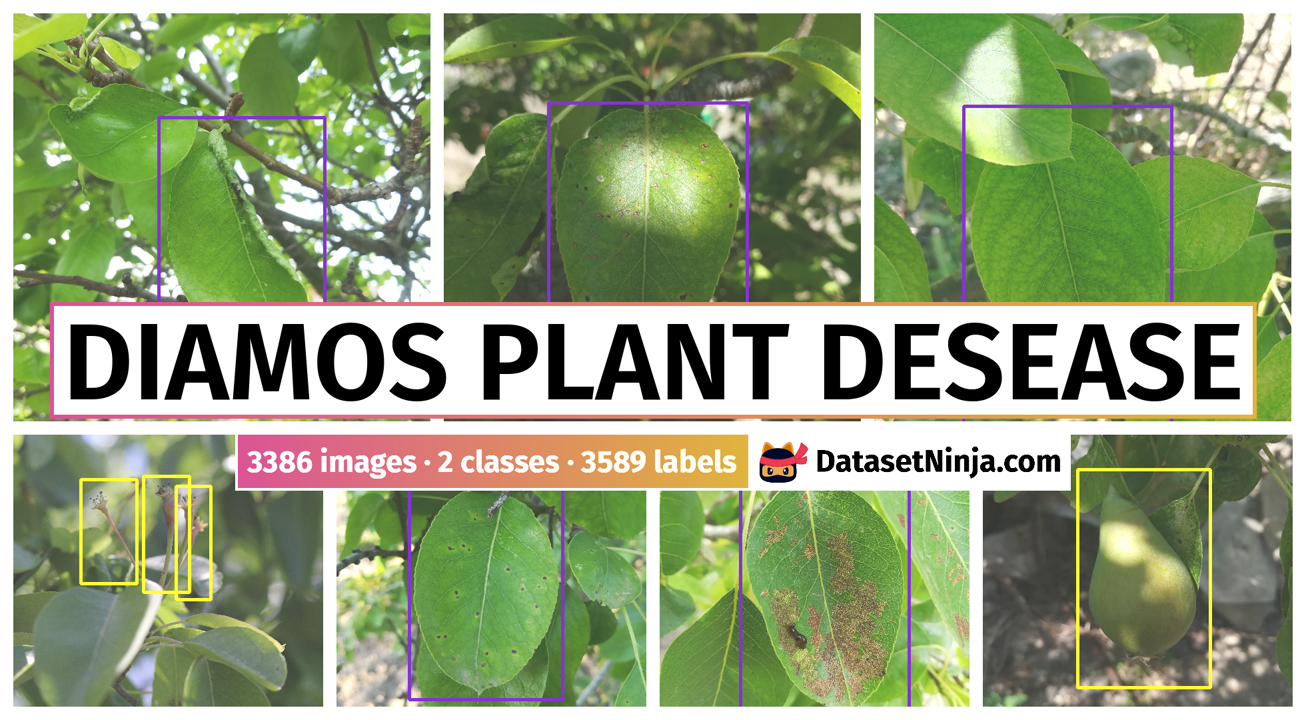 DIAMOS PLANT DESEASE
3386 images · 2 classes · 3589 labels
DatasetNinja.com